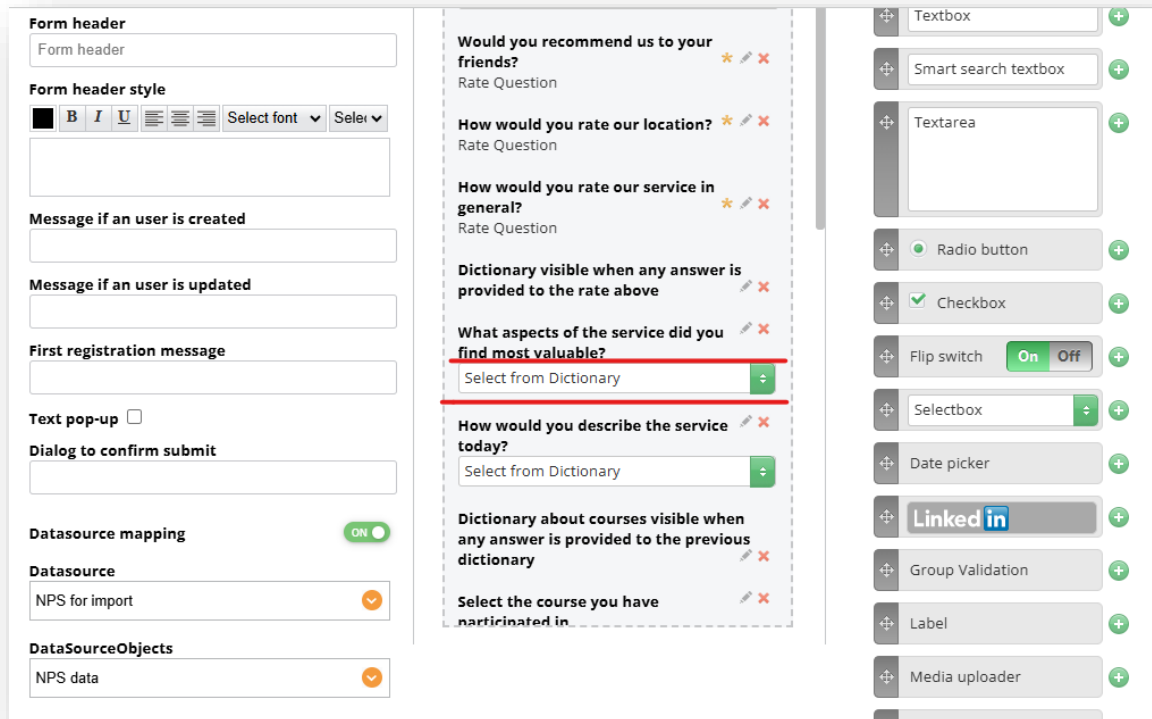 Form header
Form header
Form header style
B I U Select font Selec
Message if an user is created
Message if an user is updated
First registration message
Text pop-up
Dialog to confirm submit
Datasource mapping
ON
Datasource
NPS for import
DataSourceObjects
NPS data
Would you recommend us to your
friends?
Rate Question
How would you rate our location?
Rate Question
How would you rate our service in
general?
Rate Question
Dictionary visible when any answer is
provided to the rate above
What aspects of the service did you
find most valuable?
Select from Dictionary
How would you describe the service
today?
Select from Dictionary
Dictionary about courses visible when
any answer is provided to the previous
dictionary
Select the course you have
participated in
Textbox
Smart search textbox
Textarea
Radio button
Checkbox
Flip switch On Off
Selectbox
Date picker
Linked in
Group Validation
Label
Media uploader